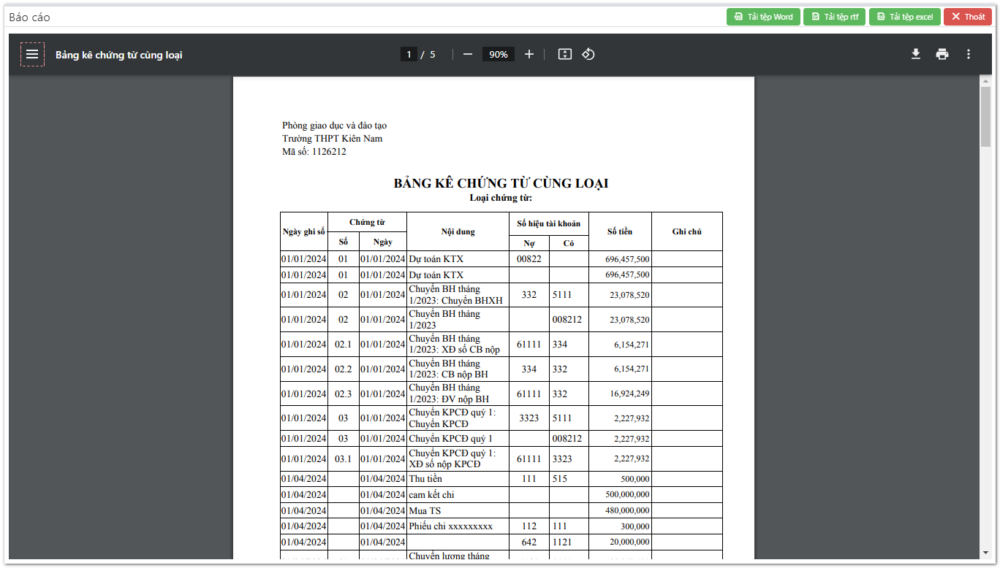 Báo cáo
Tải tệp Word
Tải tệp rtf
Tải tệp excel
Thoát
Bảng kê chứng từ cùng loại
1 / 5
90%
Phòng giao dục và đào tạo
Trường THPT Kiên Nam
Mã số: 1126212
BẢNG KÊ CHỨNG TỪ CÙNG LOẠI
Loại chứng từ:
Ngày ghi sổ Chứng từ Nội dung Số hiệu tài khoản Số tiền Ghi chú
Số Ngày Nợ Có
01/01/2024 01 01/01/2024 Dự toán KTX 00822 696,457,500
01/01/2024 01 01/01/2024 Dự toán KTX 696,457,500
01/01/2024 02 01/01/2024 Chuyển BH tháng
1/2023: Chuyển BHXH 332 5111 23,078,520
01/01/2024 02 01/01/2024 Chuyển BH tháng
1/2023 008212 23,078,520
01/01/2024 02.1 01/01/2024 Chuyển BH tháng
1/2023: XĐ số CB nộp 61111 334 6,154,271
01/01/2024 02.2 01/01/2024 Chuyển BH tháng
1/2023: CB nộp BH 334 332 6,154,271
01/01/2024 02.3 01/01/2024 Chuyển BH tháng
1/2023: ĐV nộp BH 61111 332 16,924,249
01/01/2024 03 01/01/2024 Chuyển KPCĐ quý 1:
Chuyển KPCĐ 3323 5111 2,227,932
01/01/2024 03 01/01/2024 Chuyển KPCĐ quý 1 008212 2,227,932
01/01/2024 03.1 01/01/2024 Chuyển KPCĐ quý 1:
XĐ số nộp KPCĐ 61111 3323 2,227,932
01/04/2024 01/04/2024 Thu tiền 111 515 500,000
01/04/2024 01/04/2024 cam kết chi 500,000,000
01/04/2024 01/04/2024 Mua TS 480,000,000
01/04/2024 01/04/2024 Phiếu chi xxxxxxxxx 112 111 300,000
01/04/2024 01/04/2024 642 1121 20,000,000
Chuyển lương tháng